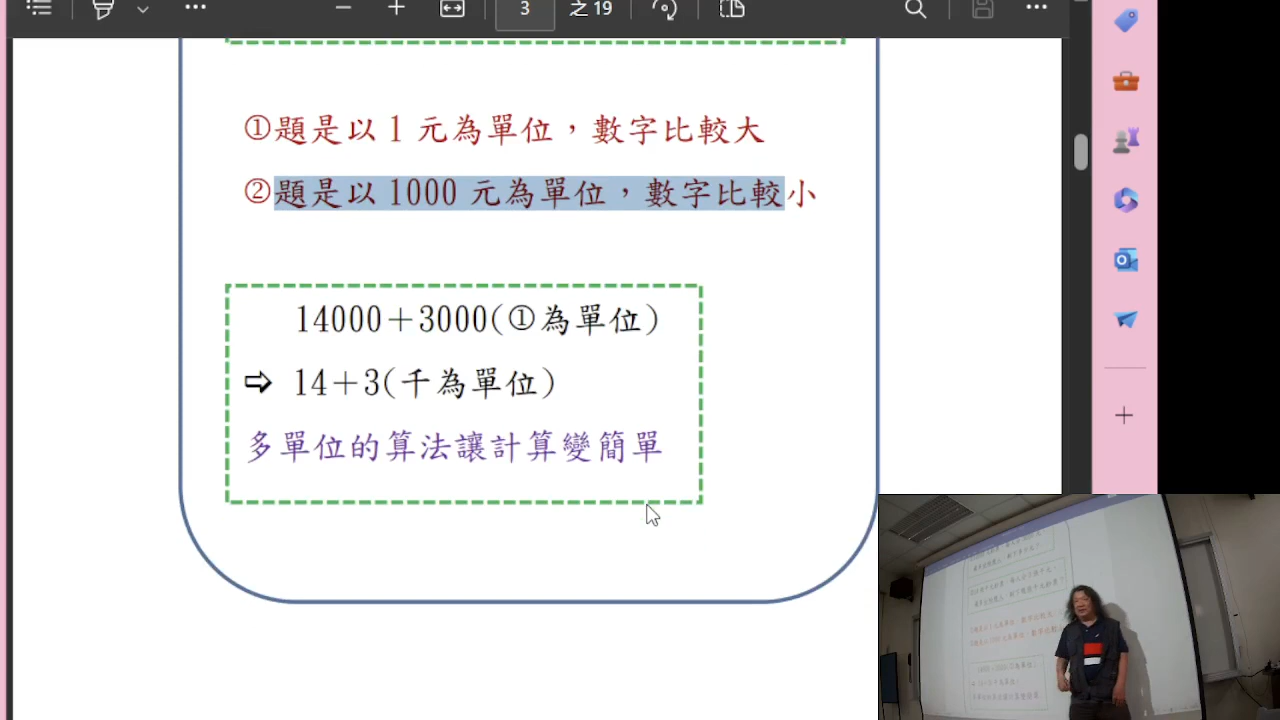 3 之 19
①題是以 1 元為單位，數字比較大
②題是以 1000 元為單位，數字比較小
14000＋3000(①為單位)
⇨ 14＋3(千為單位)
多單位的算法讓計算變簡單